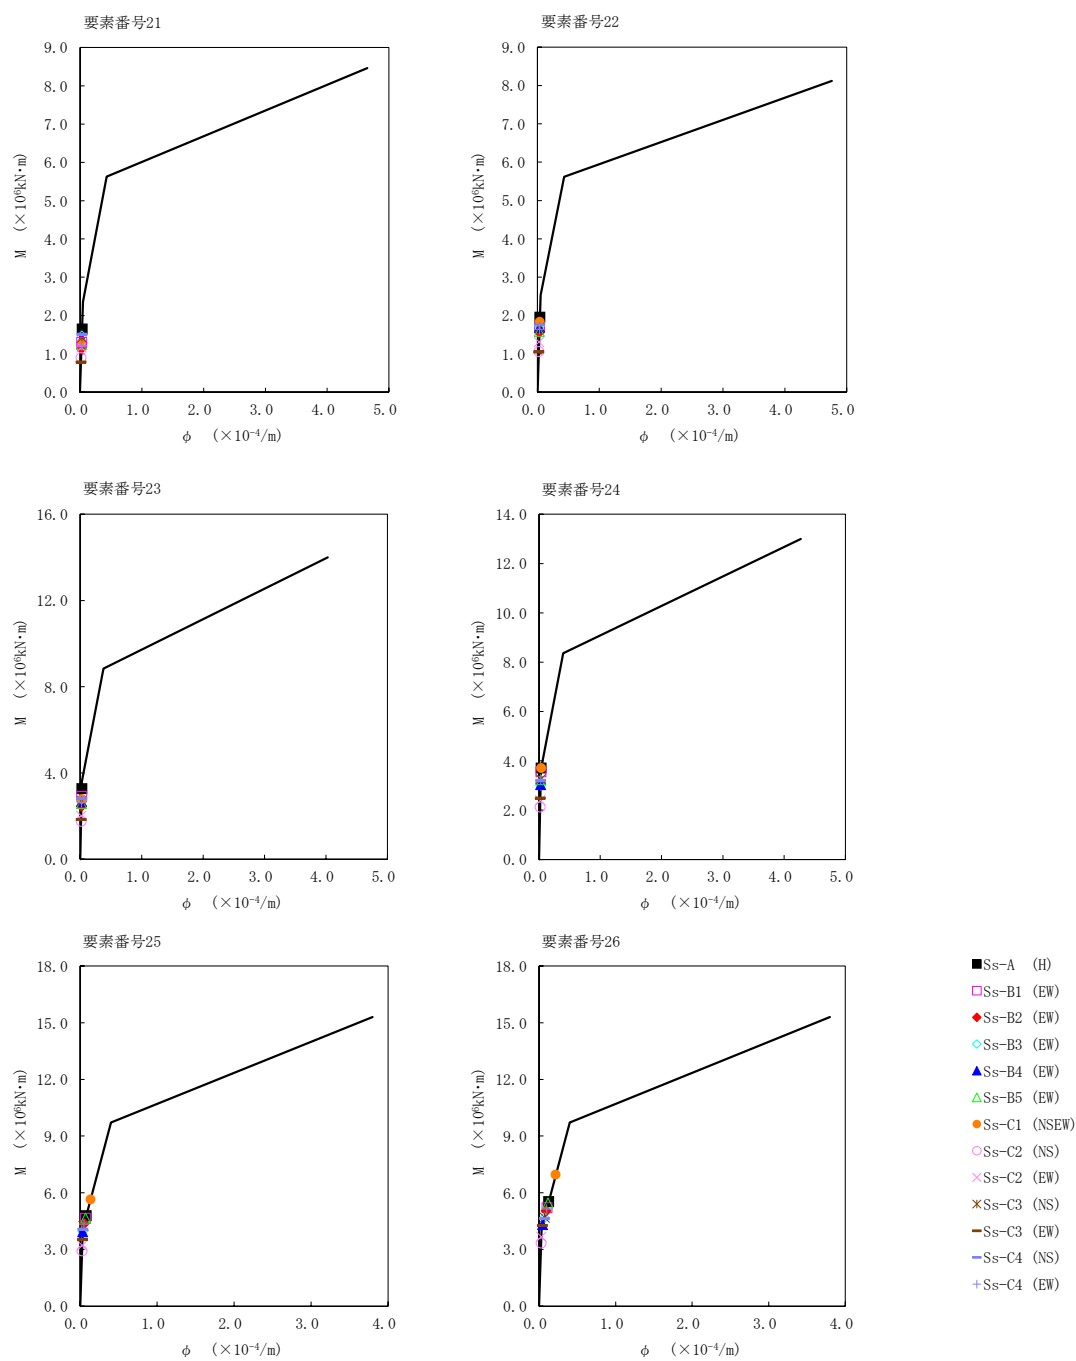 要素番号21
9.0
8.0
7.0
6.0
5.0
4.0
3.0
2.0
1.0
0.0
M (×10⁶kN・m)
0.0 1.0 2.0 3.0 4.0 5.0
φ (×10⁻⁴/m)
要素番号22
9.0
8.0
7.0
6.0
5.0
4.0
3.0
2.0
1.0
0.0
M (×10⁶kN・m)
0.0 1.0 2.0 3.0 4.0 5.0
φ (×10⁻⁴/m)
要素番号23
16.0
12.0
8.0
4.0
0.0
M (×10⁶kN・m)
0.0 1.0 2.0 3.0 4.0 5.0
φ (×10⁻⁴/m)
要素番号24
14.0
12.0
10.0
8.0
6.0
4.0
2.0
0.0
M (×10⁶kN・m)
0.0 1.0 2.0 3.0 4.0 5.0
φ (×10⁻⁴/m)
要素番号25
18.0
15.0
12.0
9.0
6.0
3.0
0.0
M (×10⁶kN・m)
0.0 1.0 2.0 3.0 4.0
φ (×10⁻⁴/m)
要素番号26
18.0
15.0
12.0
9.0
6.0
3.0
0.0
M (×10⁶kN・m)
0.0 1.0 2.0 3.0 4.0
φ (×10⁻⁴/m)
Ss-A (H)
Ss-B1 (EW)
Ss-B2 (EW)
Ss-B3 (EW)
Ss-B4 (EW)
Ss-B5 (EW)
Ss-C1 (NSEW)
Ss-C2 (NS)
Ss-C2 (EW)
Ss-C3 (NS)
Ss-C3 (EW)
Ss-C4 (NS)
Ss-C4 (EW)